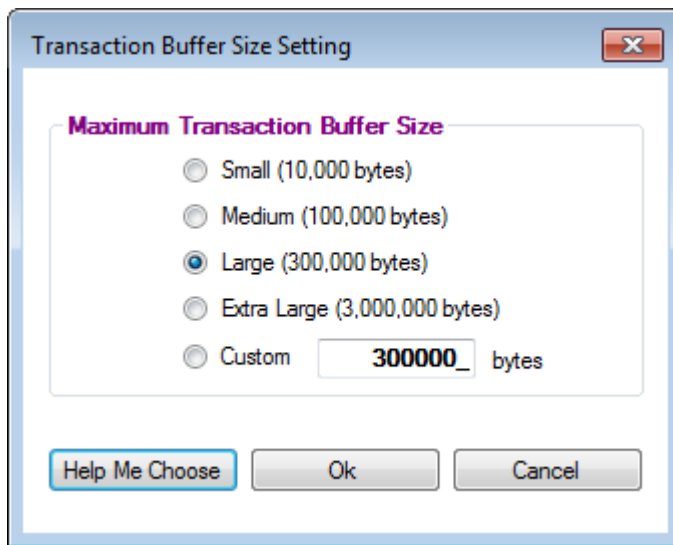 Transaction Buffer Size Setting
Maximum Transaction Buffer Size
Small (10,000 bytes)
Medium (100,000 bytes)
Large (300,000 bytes)
Extra Large (3,000,000 bytes)
Custom 300000_ bytes
Help Me Choose Ok Cancel